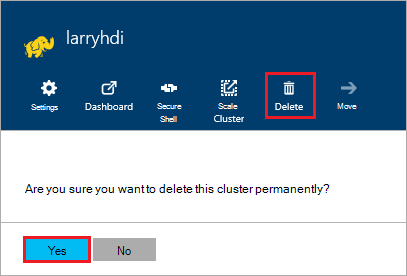 larryhdi
Settings Dashboard Secure Shell Scale Cluster Delete Move
Are you sure you want to delete this cluster permanently?
Yes No